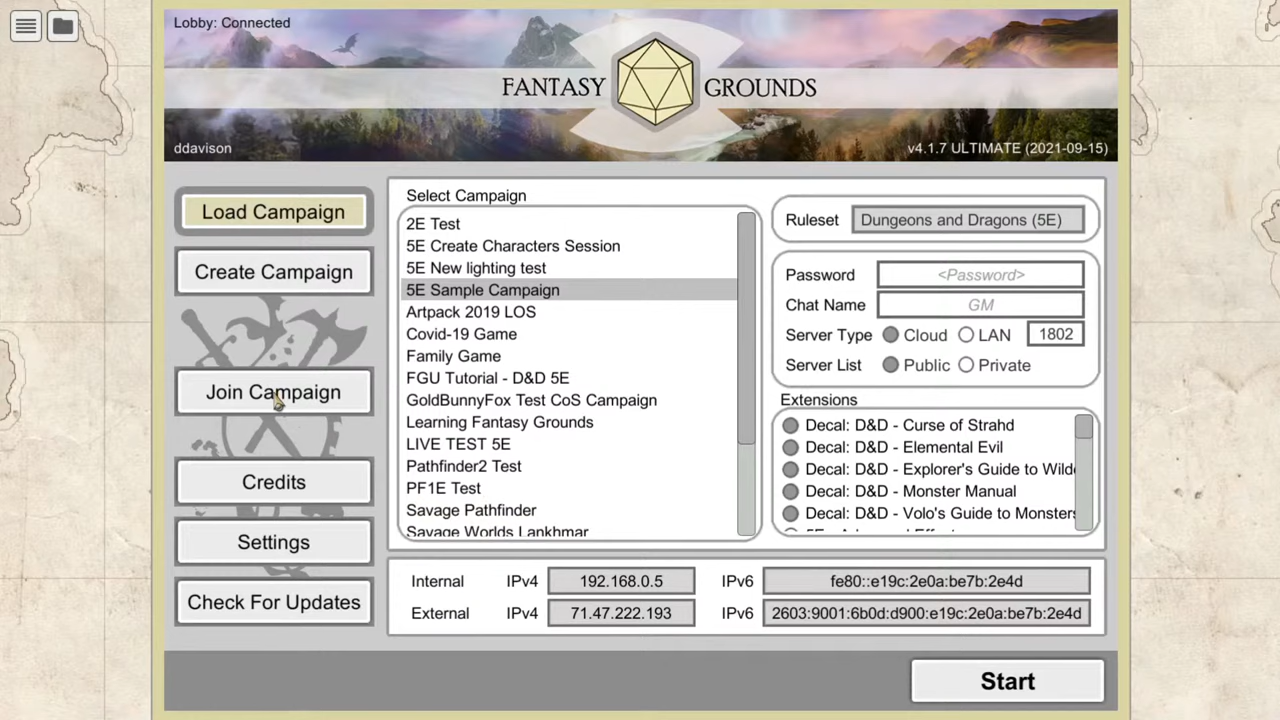 Lobby: Connected
FANTASY GROUNDS
ddavison
v4.1.7 ULTIMATE (2021-09-15)
Load Campaign
Create Campaign
Join Campaign
Credits
Settings
Check For Updates
Select Campaign
2E Test
5E Create Characters Session
5E New lighting test
5E Sample Campaign
Artpack 2019 LOS
Covid-19 Game
Family Game
FGU Tutorial - D&D 5E
GoldBunnyFox Test CoS Campaign
Learning Fantasy Grounds
LIVE TEST 5E
Pathfinder2 Test
PF1E Test
Savage Pathfinder
Savage Worlds Lankhmar
Ruleset Dungeons and Dragons (5E)
Password <Password>
Chat Name GM
Server Type Cloud LAN 1802
Server List Public Private
Extensions
Decal: D&D - Curse of Strahd
Decal: D&D - Elemental Evil
Decal: D&D - Explorer's Guide to Wilde
Decal: D&D - Monster Manual
Decal: D&D - Volo's Guide to Monsters
Internal IPv4 192.168.0.5 IPv6 fe80::e19c:2e0a:be7b:2e4d
External IPv4 71.47.222.193 IPv6 2603:9001:6b0d:d900:e19c:2e0a:be7b:2e4d
Start